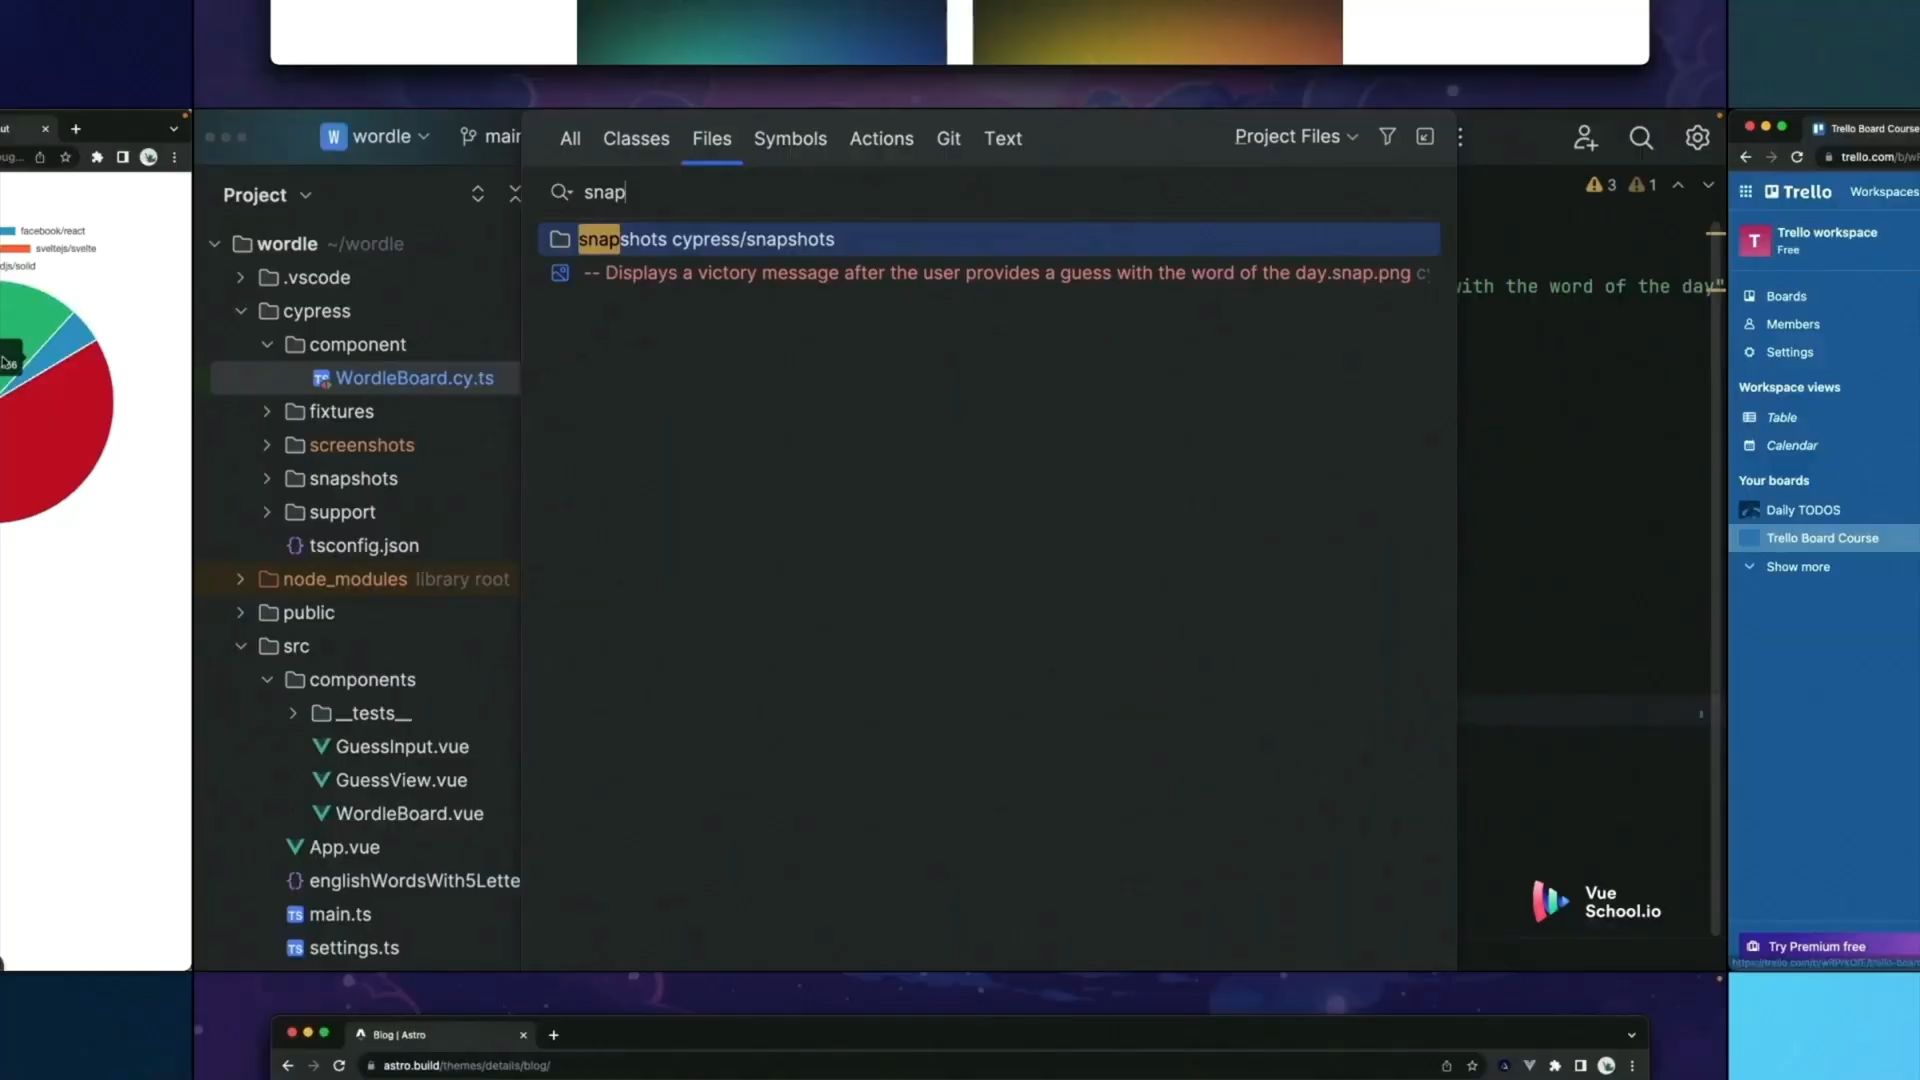 facebook/react
sveltejs/svelte
wordle
All Classes Files Symbols Actions Git Text
Project Files
Project
snap
3
1
snapshots cypress/snapshots
-- Displays a victory message after the user provides a guess with the word of the day.snap.png
with the word of the day"
wordle ~/wordle
.vscode
cypress
component
WordleBoard.cy.ts
fixtures
screenshots
snapshots
support
tsconfig.json
node_modules library root
public
src
components
__tests__
GuessInput.vue
GuessView.vue
WordleBoard.vue
App.vue
englishWordsWith5Lette
main.ts
settings.ts
Vue
School.io
Trello Board Course
Trello
Workspaces
T
Trello workspace
Free
Boards
Members
Settings
Workspace views
Table
Calendar
Your boards
Daily TODOS
Trello Board Course
Show more
Try Premium free
Blog | Astro
astro.build/themes/details/blog/